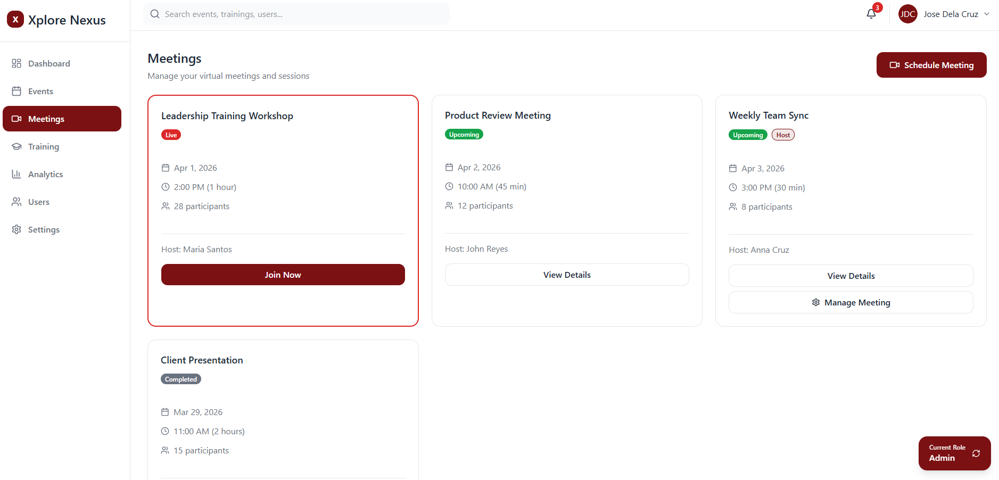 X Xplore Nexus
Search events, trainings, users...
3
JDC Jose Dela Cruz
Dashboard
Events
Meetings
Training
Analytics
Users
Settings
Meetings
Manage your virtual meetings and sessions
Schedule Meeting
Leadership Training Workshop
Live
Apr 1, 2026
2:00 PM (1 hour)
28 participants
Host: Maria Santos
Join Now
Product Review Meeting
Upcoming
Apr 2, 2026
10:00 AM (45 min)
12 participants
Host: John Reyes
View Details
Weekly Team Sync
Upcoming Host
Apr 3, 2026
3:00 PM (30 min)
8 participants
Host: Anna Cruz
View Details
Manage Meeting
Client Presentation
Completed
Mar 29, 2026
11:00 AM (2 hours)
15 participants
Current Role
Admin